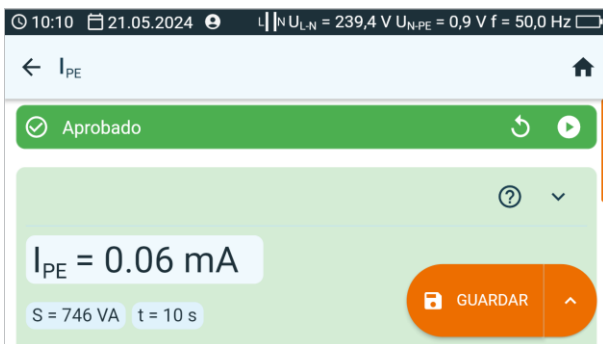 10:10 21.05.2024 L N U L-N = 239,4 V U N-PE = 0,9 V f = 50,0 Hz
I PE
Aprobado
I PE = 0.06 mA
S = 746 VA t = 10 s
GUARDAR